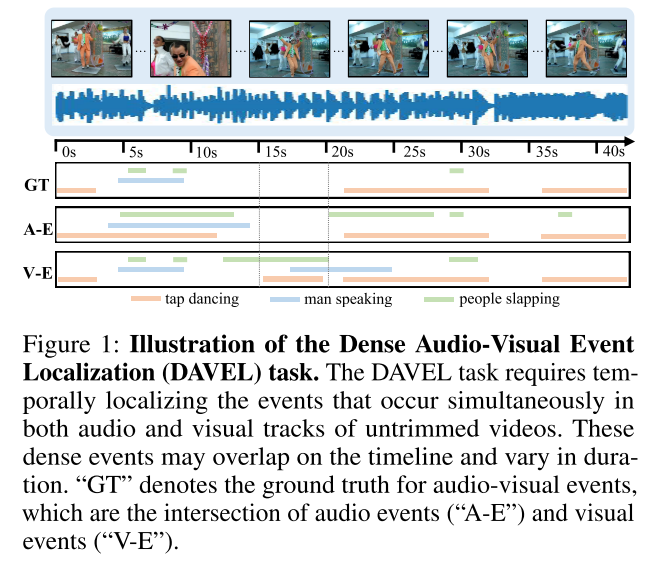 0s 5s 10s 15s 20s 25s 30s 35s 40s
GT
A-E
V-E
tap dancing man speaking people slapping
Figure 1: Illustration of the Dense Audio-Visual Event
Localization (DAVEL) task. The DAVEL task requires tem-
porally localizing the events that occur simultaneously in
both audio and visual tracks of untrimmed videos. These
dense events may overlap on the timeline and vary in dura-
tion. “GT” denotes the ground truth for audio-visual events,
which are the intersection of audio events (“A-E”) and visual
events (“V-E”).